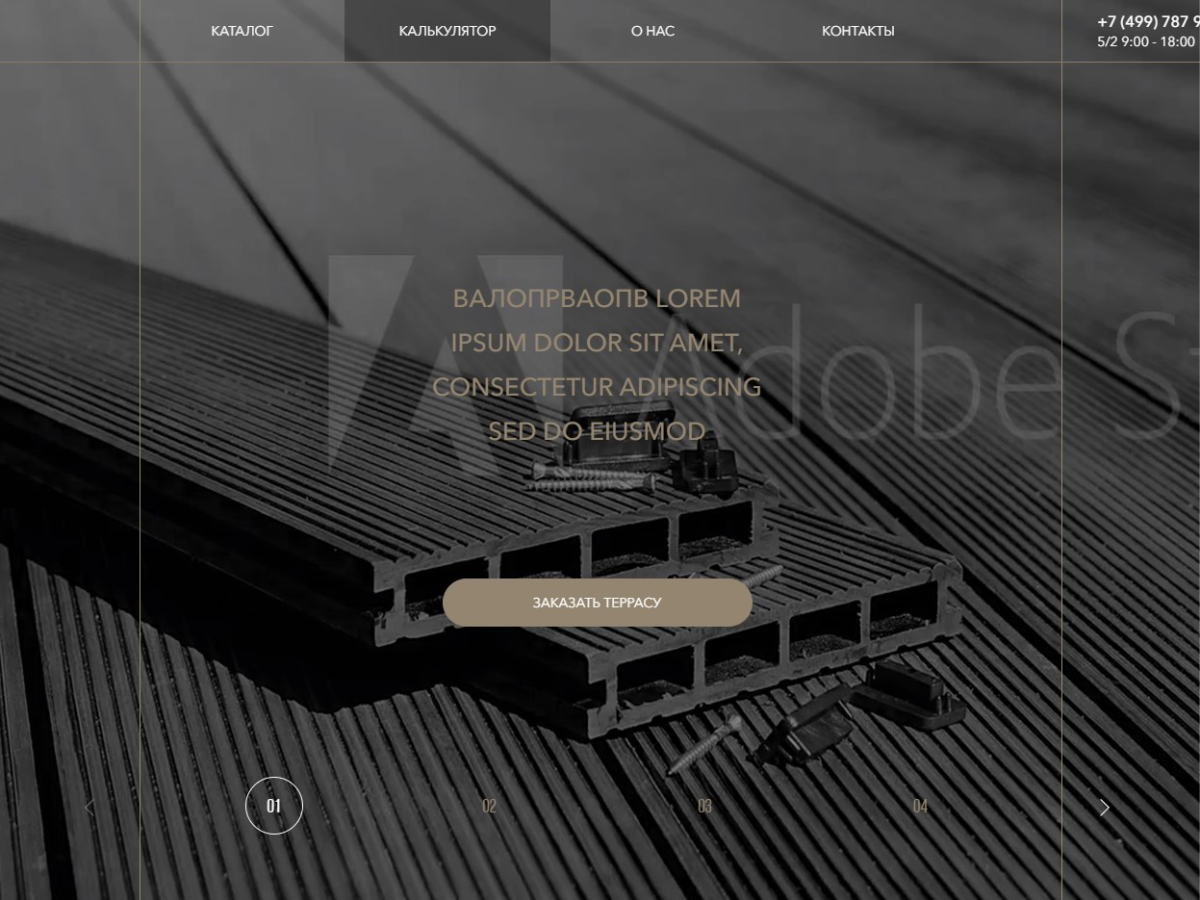 КАТАЛОГ КАЛЬКУЛЯТОР О НАС КОНТАКТЫ +7 (499) 787 9
5/2 9:00 - 18:00
ВАЛОПРВАОПВ LOREM
IPSUM DOLOR SIT AMET,
CONSECTETUR ADIPISCING
SED DO EIUSMOD
Adobe St
ЗАКАЗАТЬ ТЕРРАСУ
01 02 03 04